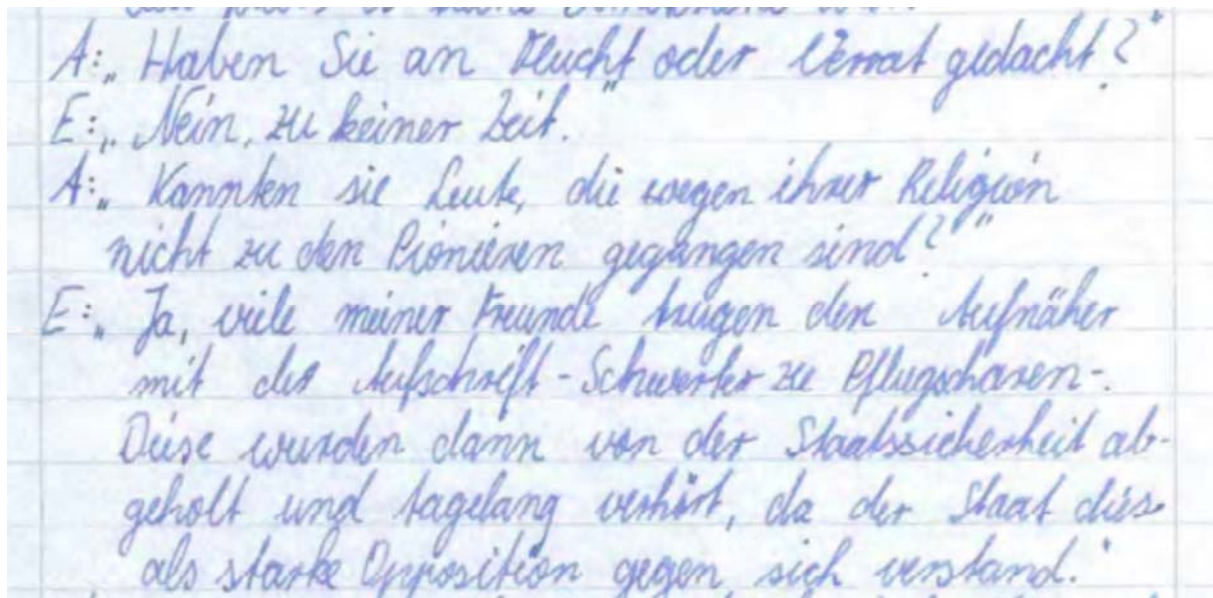 A: „Haben Sie an Flucht oder Verrat gedacht?"
E: „Nein, zu keiner Zeit."
A: „Kannten sie Leute, die wegen ihrer Religion
nicht zu den Pionieren gegangen sind?"
E: „Ja, viele meiner Freunde trugen den Aufnäher
mit der Aufschrift - Schwerter zu Pflugscharen -.
Diese wurden dann von der Staatssicherheit ab-
geholt und tagelang verhört, da der Staat dies
als starke Opposition gegen sich verstand."